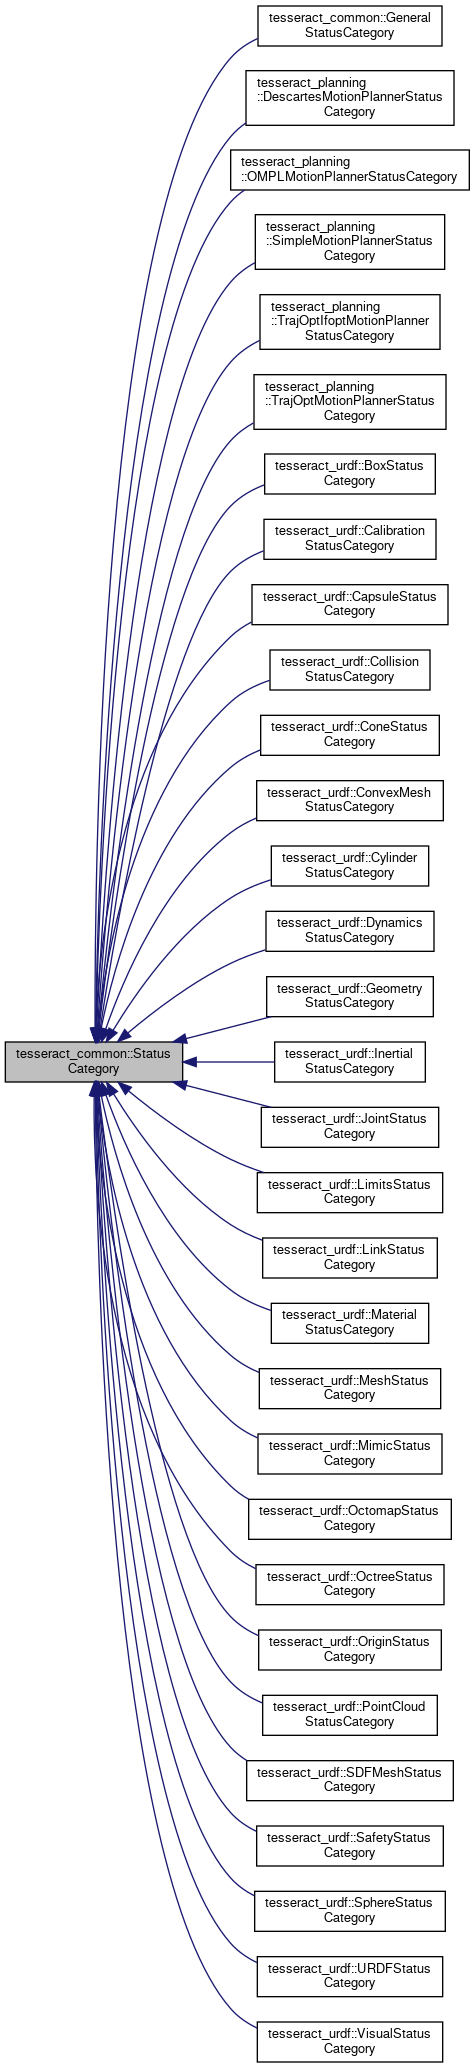 tesseract_common::General
StatusCategory
tesseract_planning
::DescartesMotionPlannerStatus
Category
tesseract_planning
::OMPLMotionPlannerStatusCategory
tesseract_planning
::SimpleMotionPlannerStatus
Category
tesseract_planning
::TrajOptIfoptMotionPlanner
StatusCategory
tesseract_planning
::TrajOptMotionPlannerStatus
Category
tesseract_urdf::BoxStatus
Category
tesseract_urdf::Calibration
StatusCategory
tesseract_urdf::CapsuleStatus
Category
tesseract_urdf::Collision
StatusCategory
tesseract_urdf::ConeStatus
Category
tesseract_urdf::ConvexMesh
StatusCategory
tesseract_urdf::Cylinder
StatusCategory
tesseract_urdf::Dynamics
StatusCategory
tesseract_urdf::Geometry
StatusCategory
tesseract_common::Status
Category
tesseract_urdf::Inertial
StatusCategory
tesseract_urdf::JointStatus
Category
tesseract_urdf::LimitsStatus
Category
tesseract_urdf::LinkStatus
Category
tesseract_urdf::Material
StatusCategory
tesseract_urdf::MeshStatus
Category
tesseract_urdf::MimicStatus
Category
tesseract_urdf::OctomapStatus
Category
tesseract_urdf::OctreeStatus
Category
tesseract_urdf::OriginStatus
Category
tesseract_urdf::PointCloud
StatusCategory
tesseract_urdf::SDFMeshStatus
Category
tesseract_urdf::SafetyStatus
Category
tesseract_urdf::SphereStatus
Category
tesseract_urdf::URDFStatus
Category
tesseract_urdf::VisualStatus
Category